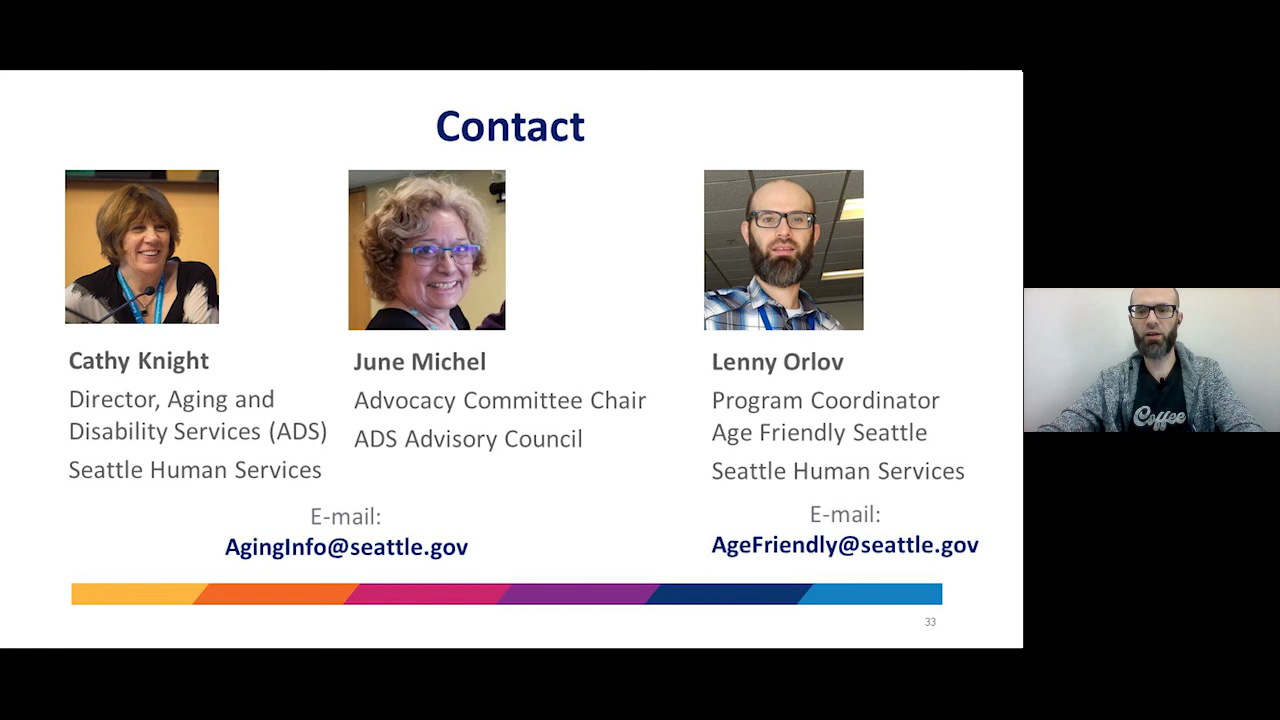 Contact
Cathy Knight
Director, Aging and
Disability Services (ADS)
Seattle Human Services
June Michel
Advocacy Committee Chair
ADS Advisory Council
E-mail:
AgingInfo@seattle.gov
Lenny Orlov
Program Coordinator
Age Friendly Seattle
Seattle Human Services
E-mail:
AgeFriendly@seattle.gov
33
Coffee